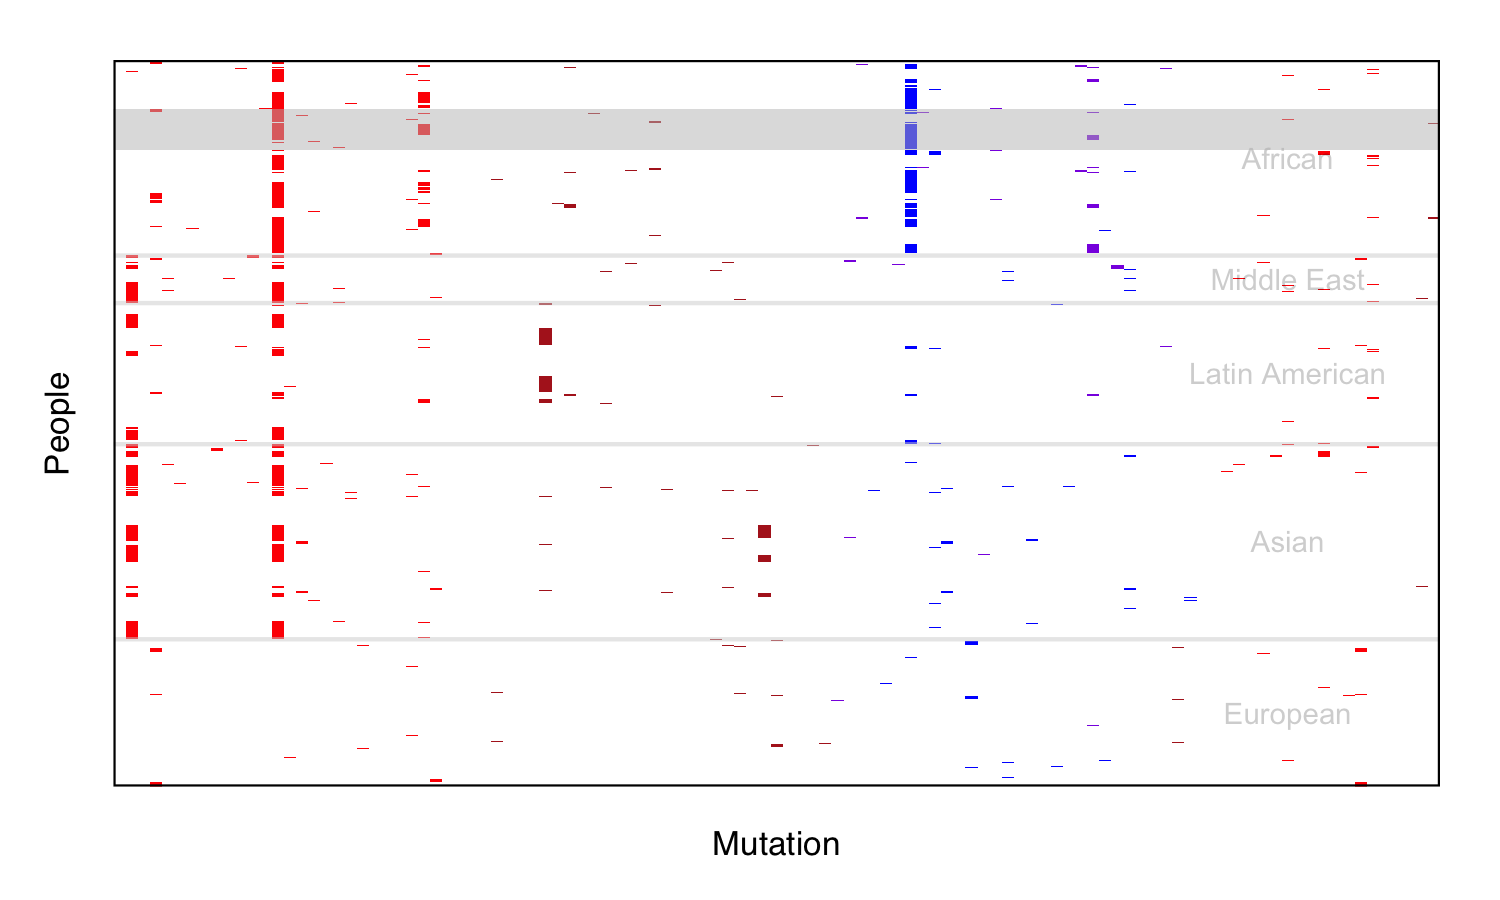 African
Middle East
Latin American
People
Asian
European
Mutation